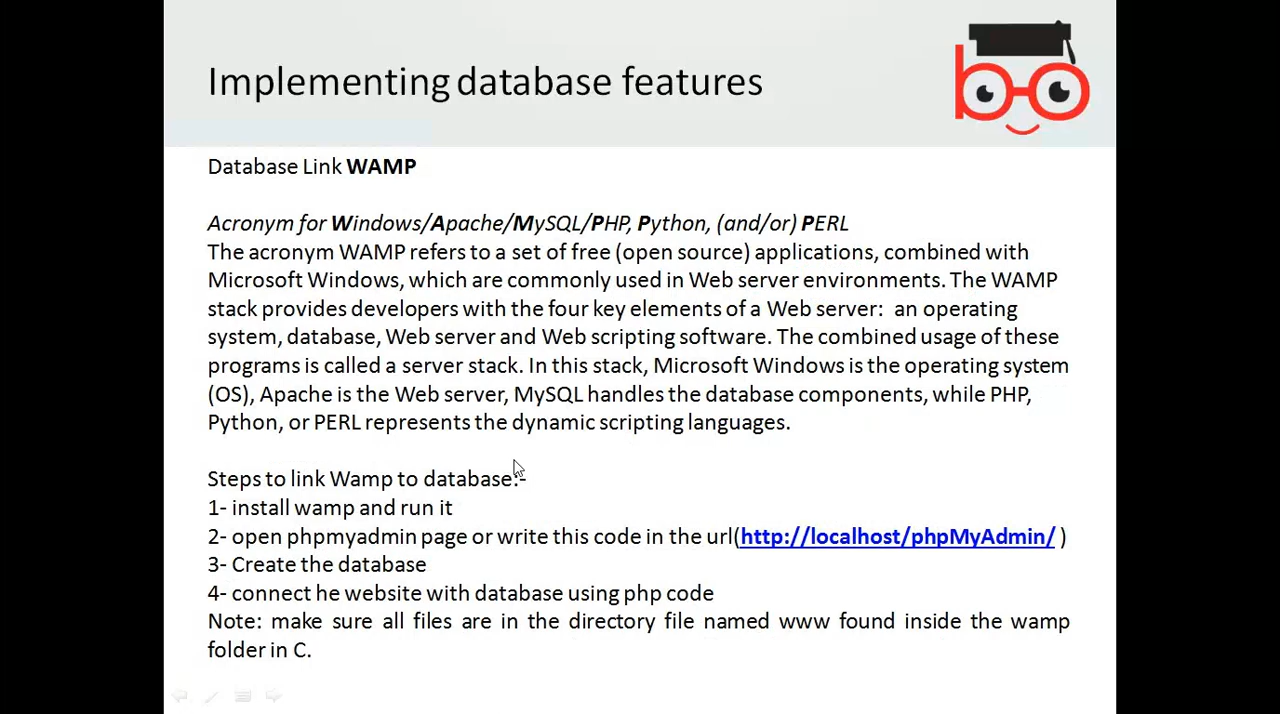 Implementing database features
Database Link WAMP
Acronym for Windows/Apache/MySQL/PHP, Python, (and/or) PERL
The acronym WAMP refers to a set of free (open source) applications, combined with
Microsoft Windows, which are commonly used in Web server environments. The WAMP
stack provides developers with the four key elements of a Web server:  an operating
system, database, Web server and Web scripting software. The combined usage of these
programs is called a server stack. In this stack, Microsoft Windows is the operating system
(OS), Apache is the Web server, MySQL handles the database components, while PHP,
Python, or PERL represents the dynamic scripting languages.
Steps to link Wamp to database:-
1- install wamp and run it
2- open phpmyadmin page or write this code in the url(http://localhost/phpMyAdmin/ )
3- Create the database
4- connect he website with database using php code
Note: make sure all files are in the directory file named www found inside the wamp
folder in C.